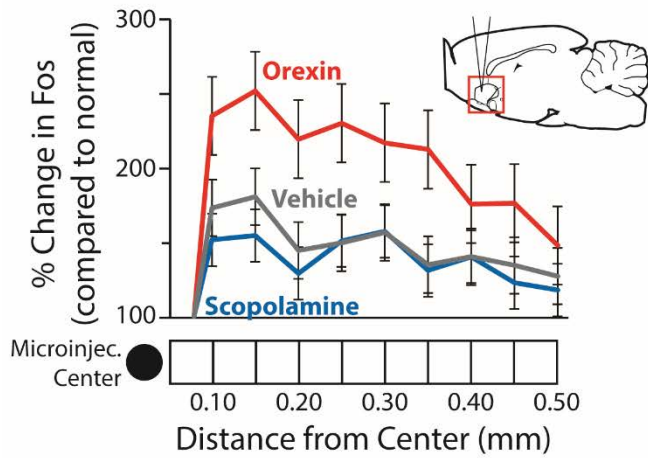 % Change in Fos
(compared to normal)
300
200
100
Orexin
Vehicle
Scopolamine
Microinjec.
Center
0.10
0.20
0.30
0.40
0.50
Distance from Center (mm)